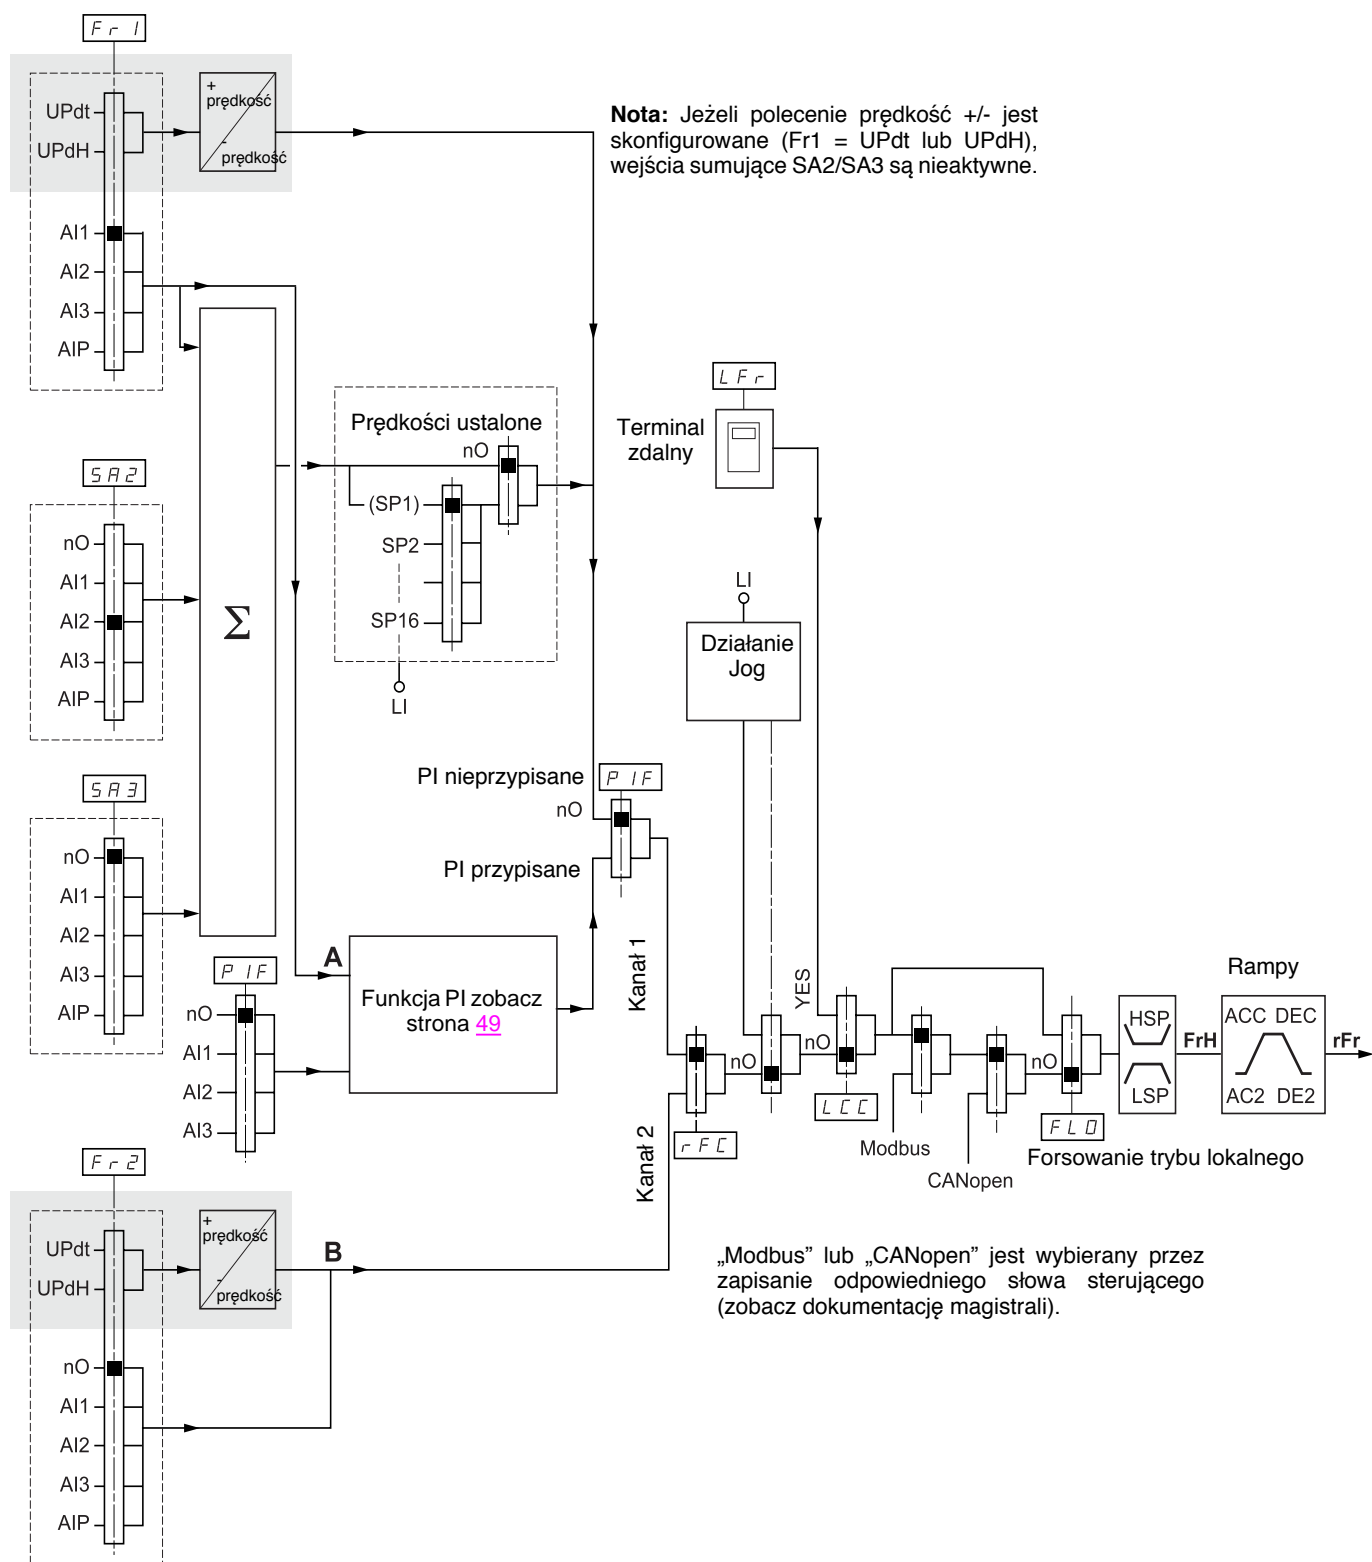 Fr1
+
prędkość
-
prędkość
UPdt
UPdH
AI1
AI2
AI3
AIP
Nota: Jeżeli polecenie prędkość +/- jest
skonfigurowane (Fr1 = UPdt lub UPdH),
wejścia sumujące SA2/SA3 są nieaktywne.
SA2
nO
AI1
AI2
AI3
AIP
Σ
Prędkości ustalone
nO
(SP1)
SP2
SP16
LI
LFr
Terminal
zdalny
LI
Działanie
Jog
SA3
nO
AI1
AI2
AI3
AIP
PI nieprzypisane
PIF
nO
PI przypisane
PIF
nO
AI1
AI2
AI3
A
Funkcja PI zobacz
strona 49
Kanał 1
Kanał 2
rFC
nO
YES
nO
LCC
Modbus
CANopen
nO
FLO
Forsowanie trybu lokalnego
HSP
LSP
FrH
Rampy
ACC DEC
AC2 DE2
rFr
Fr2
+
prędkość
-
prędkość
UPdt
UPdH
nO
AI1
AI2
AI3
AIP
B
„Modbus” lub „CANopen” jest wybierany przez
zapisanie odpowiedniego słowa sterującego
(zobacz dokumentację magistrali).